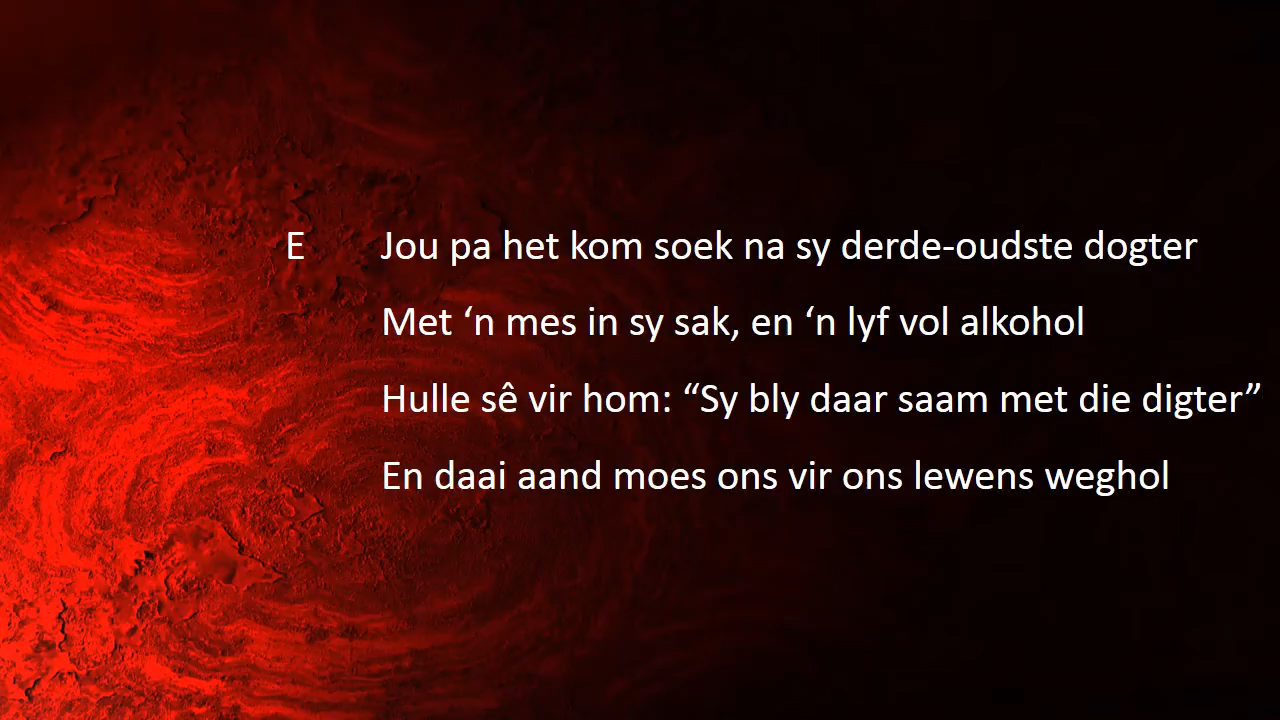 E Jou pa het kom soek na sy derde-oudste dogter
Met ‘n mes in sy sak, en ‘n lyf vol alkohol
Hulle sê vir hom: “Sy bly daar saam met die digter”
En daai aand moes ons vir ons lewens weghol